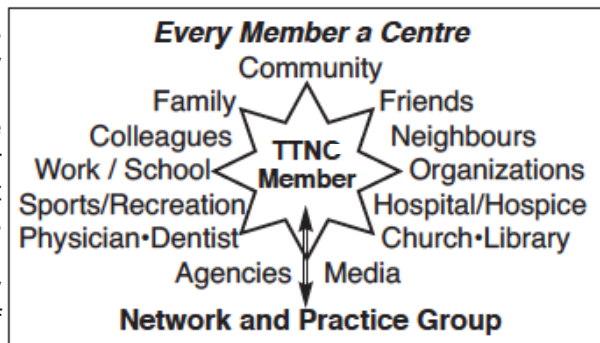 Every Member a Centre
Community
Family Friends
Colleagues TTNC Neighbours
Work / School Member Organizations
Sports/Recreation Hospital/Hospice
Physician•Dentist Church•Library
Agencies Media
Network and Practice Group